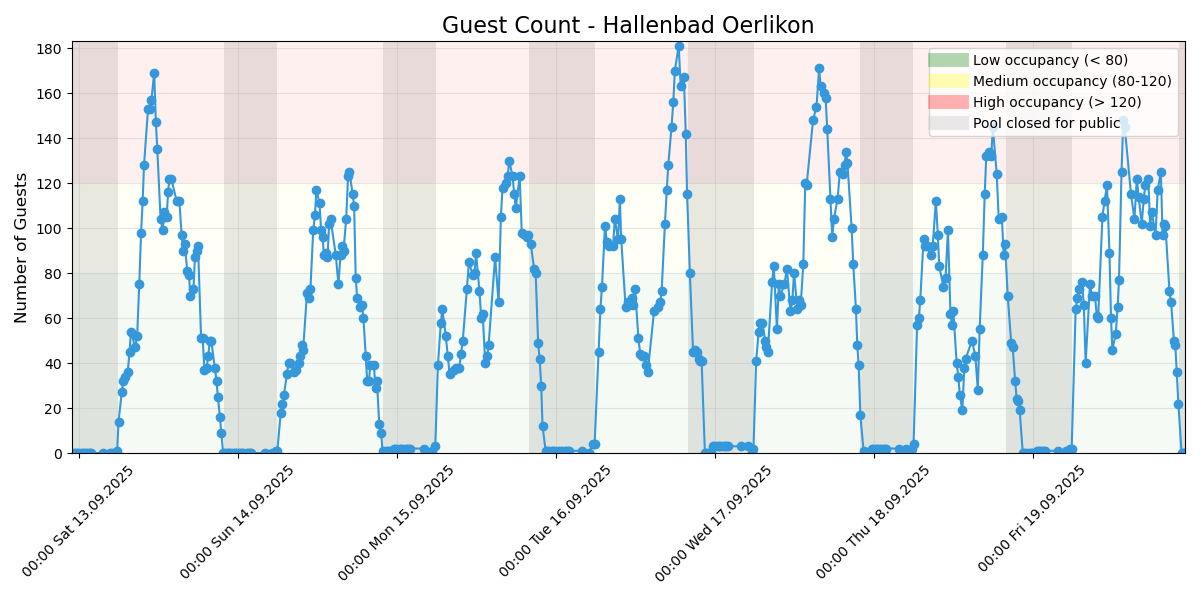 Guest Count - Hallenbad Oerlikon
Low occupancy (< 80)
Medium occupancy (80-120)
High occupancy (> 120)
Pool closed for public
Number of Guests
180
160
140
120
100
80
60
40
20
0
00:00 Sat 13.09.2025
00:00 Sun 14.09.2025
00:00 Mon 15.09.2025
00:00 Tue 16.09.2025
00:00 Wed 17.09.2025
00:00 Thu 18.09.2025
00:00 Fri 19.09.2025